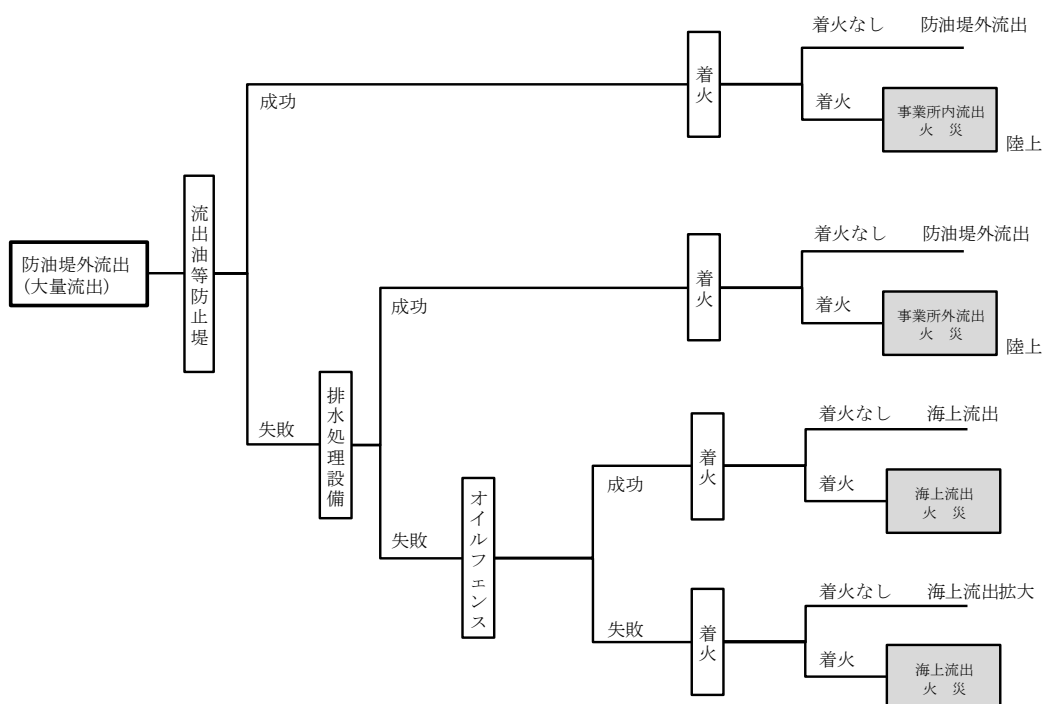 着火なし 防油堤外流出
着火
成功
着火
事業所内流出
火 災
陸上
流出油等防止堤
防油堤外流出
(大量流出)
着火なし 防油堤外流出
着火
成功
着火
事業所外流出
火 災
陸上
排水処理設備
失敗
着火なし 海上流出
着火
成功
着火
海上流出
火 災
オイルフェンス
失敗
着火なし 海上流出拡大
着火
失敗
着火
海上流出
火 災